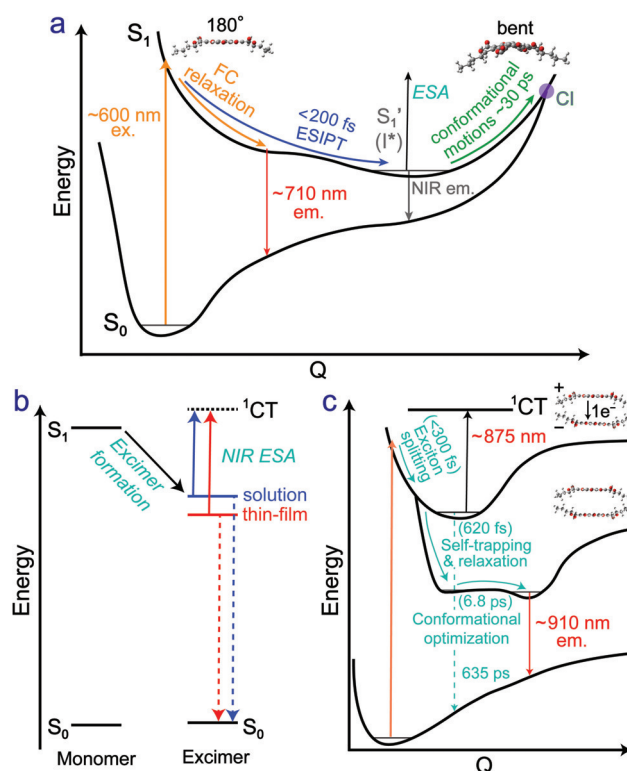 a
S₁
180°
bent
FC
relaxation
~600 nm
ex.
<200 fs
ESIPT
ESA
S₁'
(I*)
conformational
motions ~30 ps
CI
~710 nm
em.
NIR em.
Energy
S₀
Q
b
¹CT
S₁
Excimer
formation
NIR ESA
solution
thin-film
Energy
S₀
S₀
Monomer
Excimer
c
¹CT
+
−
1e⁻
(<300 fs)
Exciton
splitting
~875 nm
(620 fs)
Self-trapping
& relaxation
(6.8 ps)
Conformational
optimization
~910 nm
em.
635 ps
Energy
Q